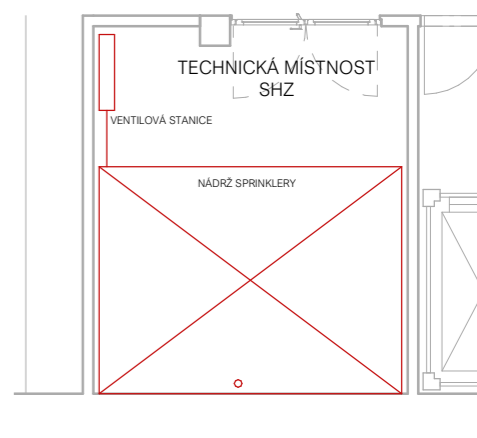 TECHNICKÁ MÍSTNOST
SHZ
VENTILOVÁ STANICE
NÁDRŽ SPRINKLERY